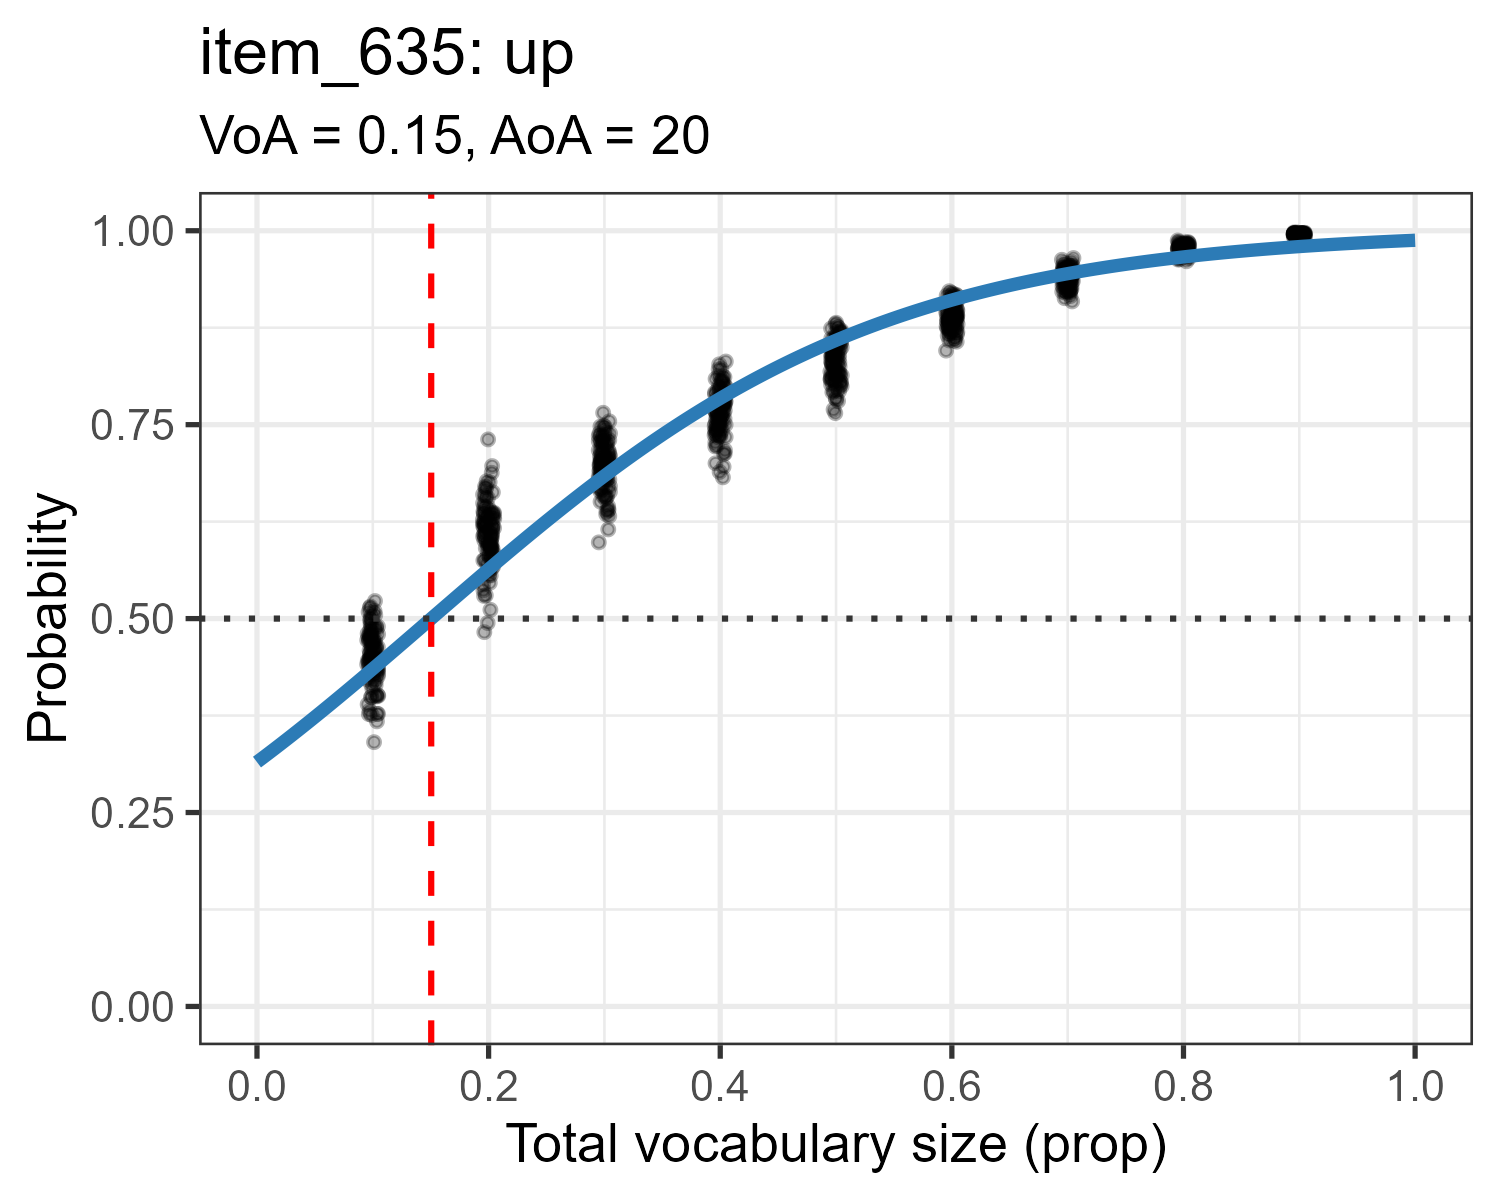 item_635: up
VoA = 0.15, AoA = 20
1.00
0.75
0.50
0.25
0.00
Probability
0.0 0.2 0.4 0.6 0.8 1.0
Total vocabulary size (prop)